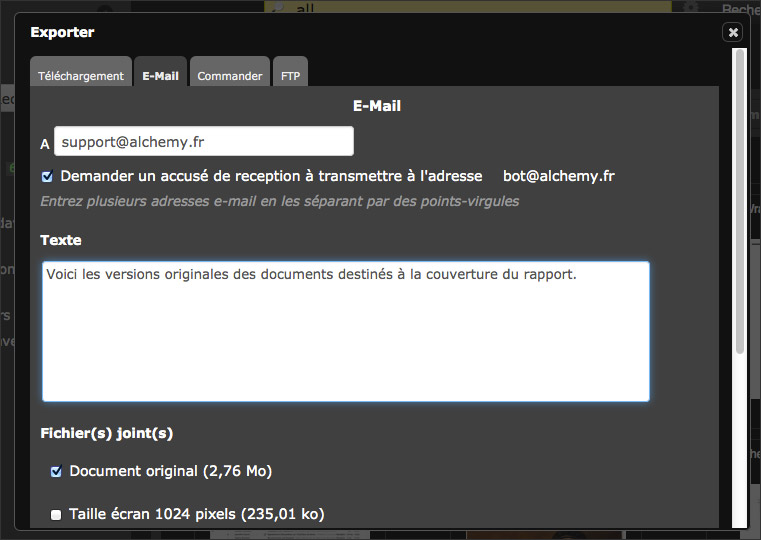 all
Reche
Exporter
Téléchargement
E-Mail
Commander
FTP
E-Mail
A support@alchemy.fr
Demander un accusé de reception à transmettre à l'adresse bot@alchemy.fr
Entrez plusieurs adresses e-mail en les séparant par des points-virgules
Texte
Voici les versions originales des documents destinés à la couverture du rapport.
Fichier(s) joint(s)
Document original (2,76 Mo)
Taille écran 1024 pixels (235,01 ko)